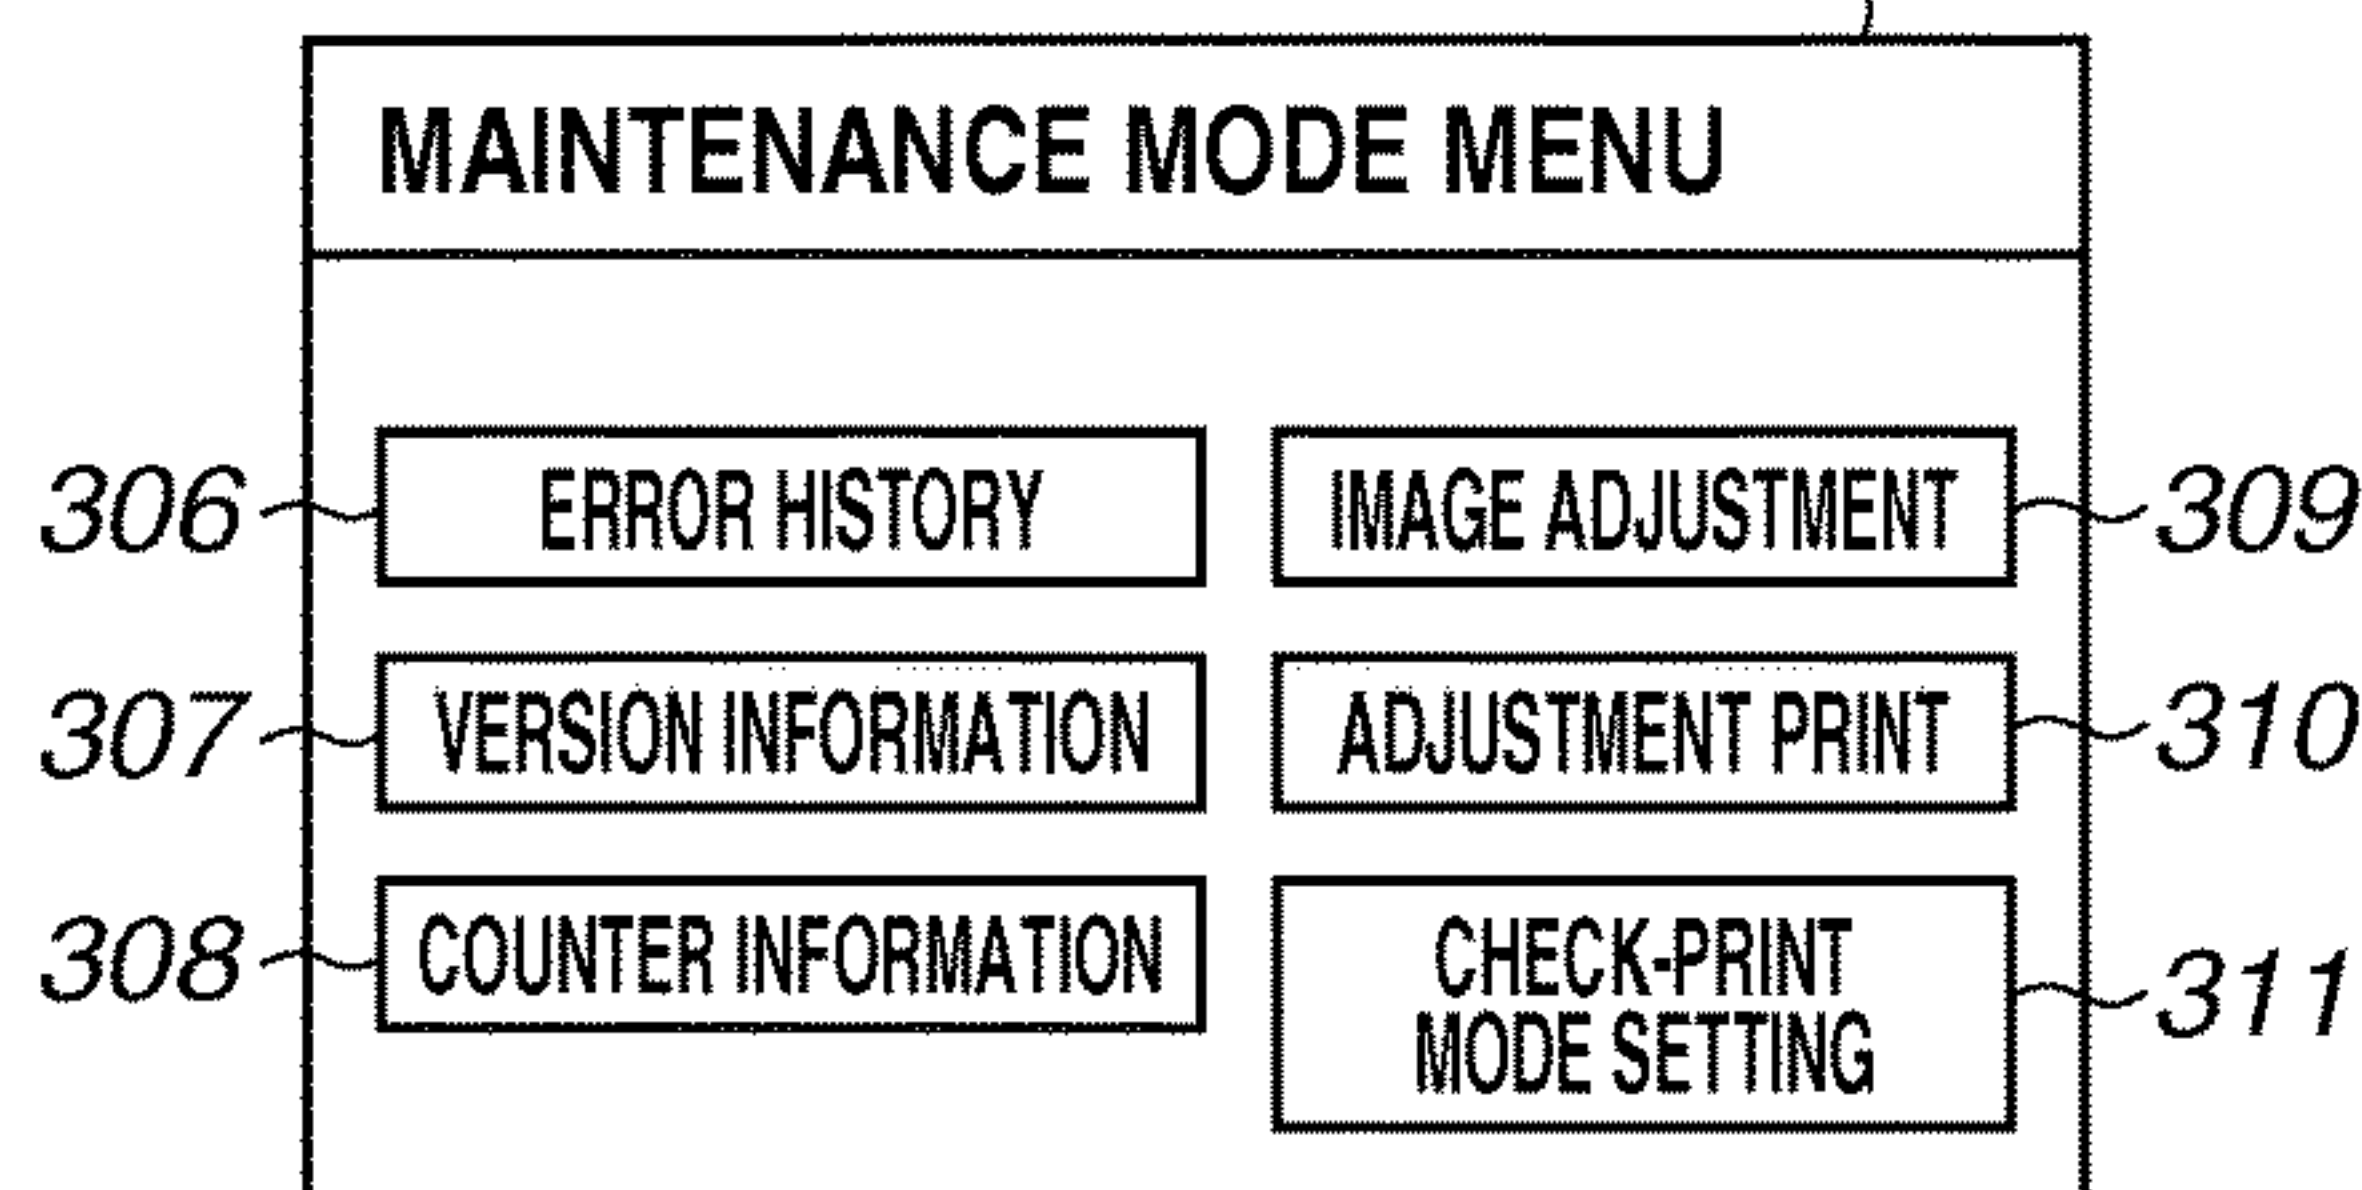 MAINTENANCE MODE MENU
306 ERROR HISTORY IMAGE ADJUSTMENT 309
307 VERSION INFORMATION ADJUSTMENT PRINT 310
308 COUNTER INFORMATION CHECK-PRINT
MODE SETTING 311